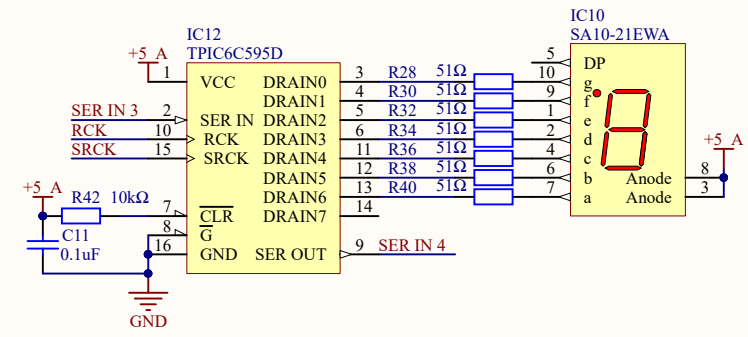 IC10
SA10-21EWA
IC12
TPIC6C595D
+5 A
1 VCC
DRAIN0 3 R28 51Ω 10 g
DRAIN1 4 R30 51Ω 9 f
SER IN 3 2 SER IN DRAIN2 5 R32 51Ω 1 e
RCK 10 RCK DRAIN3 6 R34 51Ω 2 d
SRCK 15 SRCK DRAIN4 11 R36 51Ω 4 c
DRAIN5 12 R38 51Ω 6 b
DRAIN6 13 R40 51Ω 7 a
DRAIN7 14
5 DP
+5 A
Anode 8
Anode 3
+5 A
R42 10kΩ 7 CLR
8 G
C11
0.1uF
16 GND SER OUT 9 SER IN 4
GND